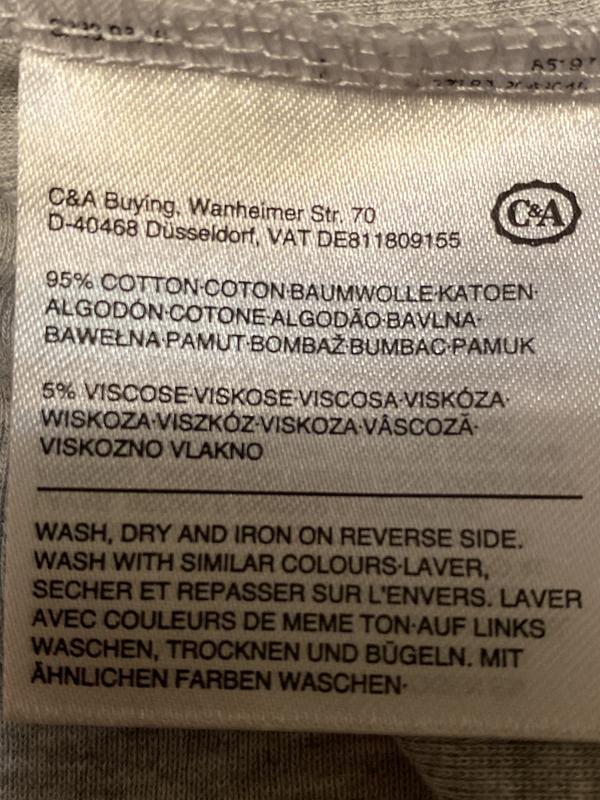 C&A Buying, Wanheimer Str. 70
D-40468 Düsseldorf, VAT DE811809155
C&A
95% COTTON·COTON·BAUMWOLLE·KATOEN·
ALGODÓN·COTONE·ALGODÃO·BAVLNA·
BAWEŁNA·PAMUT·BOMBAŽ·BUMBAC·PAMUK
5% VISCOSE·VISKOSE·VISCOSA·VISKÓZA·
WISKOZA·VISZKÓZ·VISKOZA·VÂSCOZĂ·
VISKOZNO VLAKNO
WASH, DRY AND IRON ON REVERSE SIDE.
WASH WITH SIMILAR COLOURS·LAVER,
SECHER ET REPASSER SUR L'ENVERS. LAVER
AVEC COULEURS DE MEME TON·AUF LINKS
WASCHEN, TROCKNEN UND BÜGELN. MIT
ÄHNLICHEN FARBEN WASCHEN·